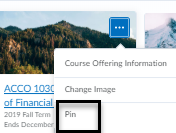 Course Offering Information
Change Image
Pin
ACCO 1030
of Financial
2019 Fall Term
Ends December